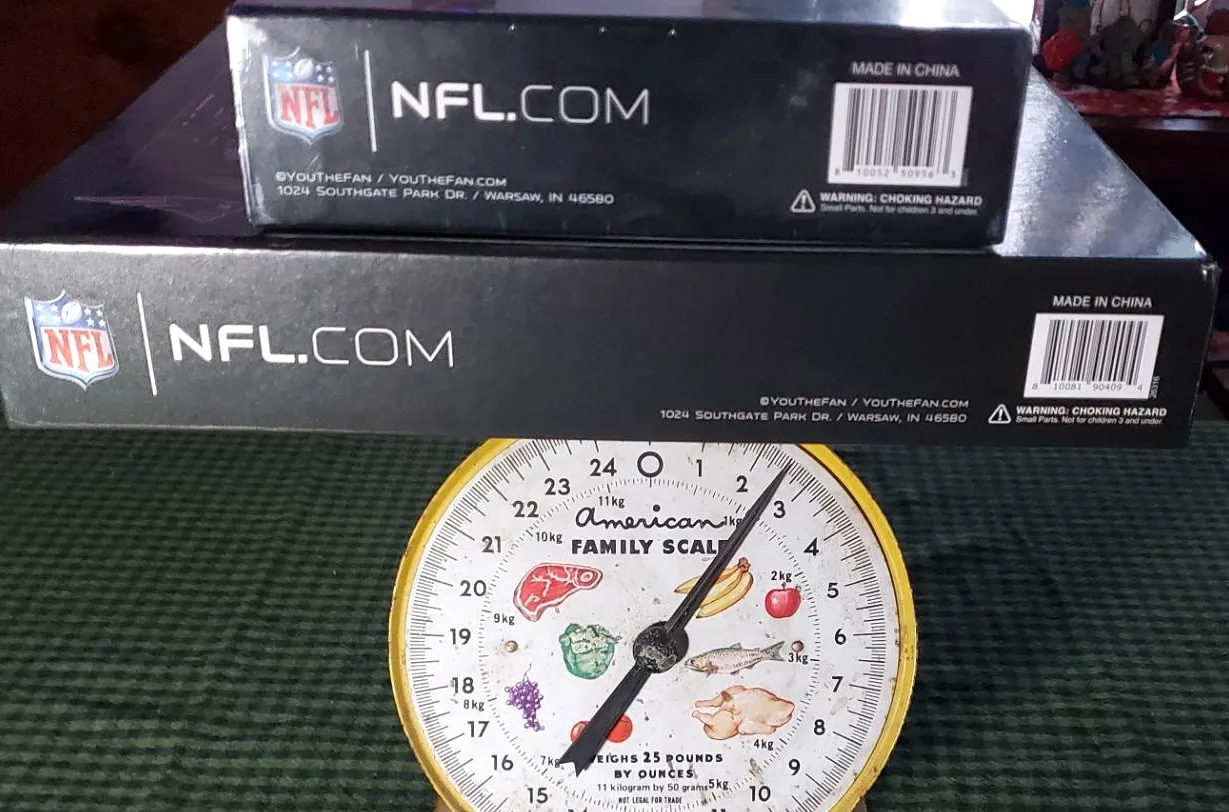 NFL
NFL.COM
MADE IN CHINA
8 10052 50956 3
©YOUTHEFAN / YOUTHEFAN.COM
1024 SOUTHGATE PARK DR. / WARSAW, IN 46580
WARNING: CHOKING HAZARD
Small Parts. Not for children 3 and under.
NFL
NFL.COM
MADE IN CHINA
8 10081 90409 4
©YOUTHEFAN / YOUTHEFAN.COM
1024 SOUTHGATE PARK DR. / WARSAW, IN 46580
WARNING: CHOKING HAZARD
Small Parts. Not for children 3 and under.
24 0 1
23 2
11kg
22 American 1kg 3
21 10kg FAMILY SCALE 4
20 2kg 5
9kg
19 3kg 6
18 7
8kg
17 8
4kg
16 7kg WEIGHS 25 POUNDS 9
BY OUNCES
11 kilogram by 50 grams 5kg
15 NOT LEGAL FOR TRADE 10